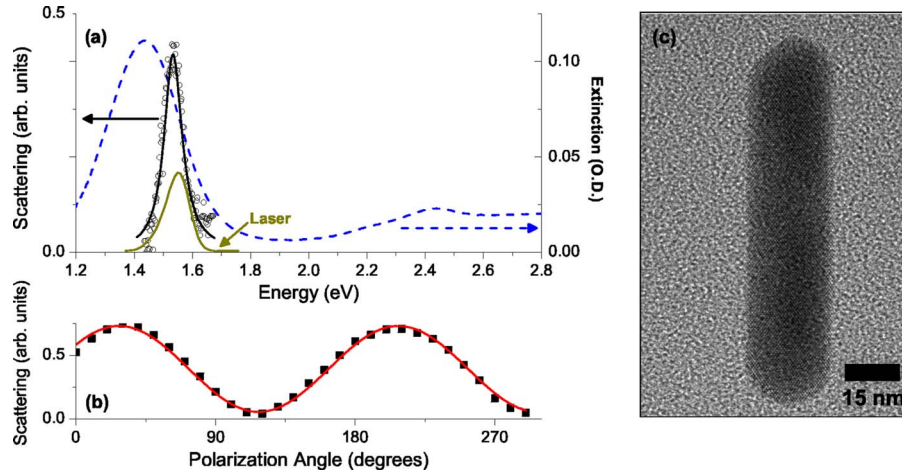 (a)
0.5
0.0
Scattering (arb. units)
0.10
0.05
0.00
Extinction (O.D.)
Laser
1.2 1.4 1.6 1.8 2.0 2.2 2.4 2.6 2.8
Energy (eV)
(b)
0.5
0.0
Scattering (arb. units)
0 90 180 270
Polarization Angle (degrees)
(c)
15 nm